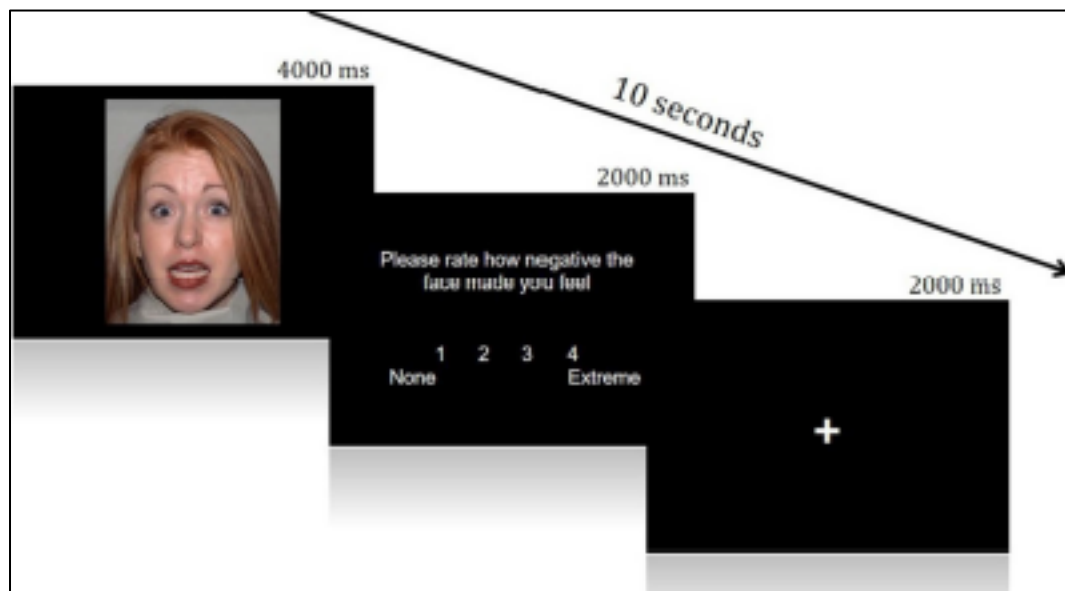 4000 ms
10 seconds
2000 ms
Please rate how negative the
face made you feel
1 2 3 4
None Extreme
2000 ms
+